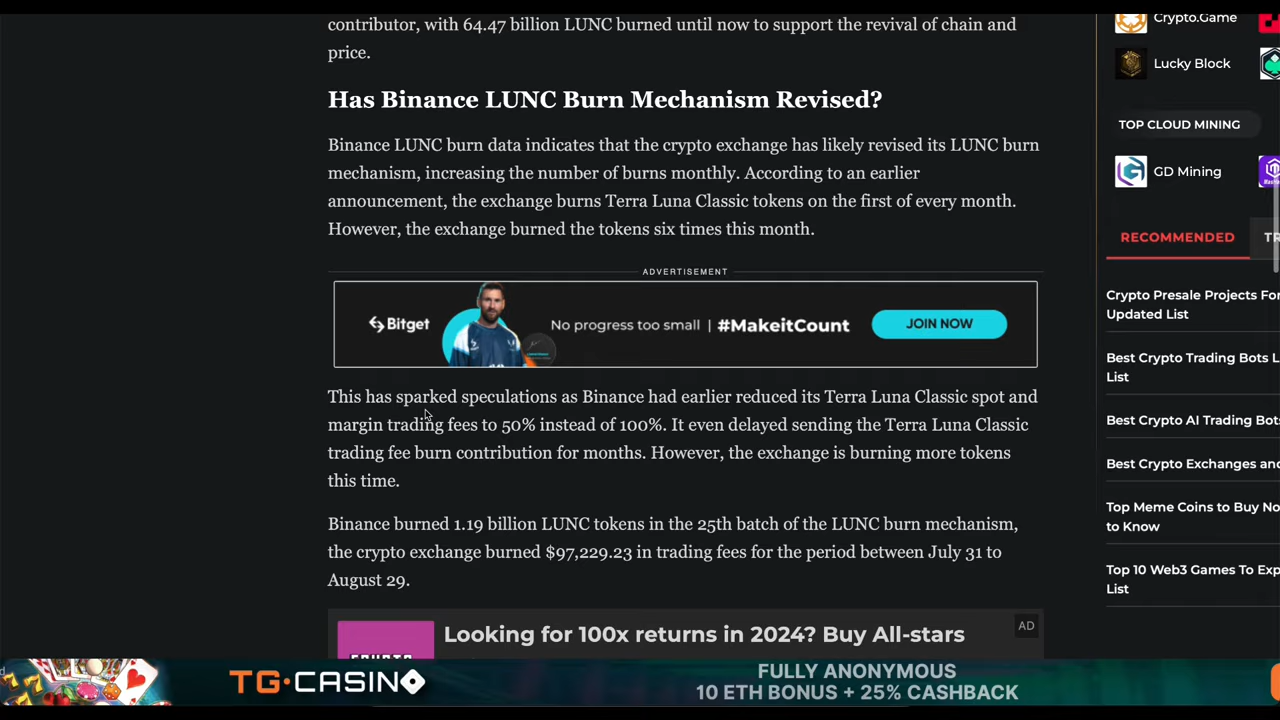 contributor, with 64.47 billion LUNC burned until now to support the revival of chain and
price.
Has Binance LUNC Burn Mechanism Revised?
Binance LUNC burn data indicates that the crypto exchange has likely revised its LUNC burn
mechanism, increasing the number of burns monthly. According to an earlier
announcement, the exchange burns Terra Luna Classic tokens on the first of every month.
However, the exchange burned the tokens six times this month.
ADVERTISEMENT
Bitget
No progress too small | #MakeitCount
JOIN NOW
This has sparked speculations as Binance had earlier reduced its Terra Luna Classic spot and
margin trading fees to 50% instead of 100%. It even delayed sending the Terra Luna Classic
trading fee burn contribution for months. However, the exchange is burning more tokens
this time.
Binance burned 1.19 billion LUNC tokens in the 25th batch of the LUNC burn mechanism,
the crypto exchange burned $97,229.23 in trading fees for the period between July 31 to
August 29.
Looking for 100x returns in 2024? Buy All-stars
AD
Crypto.Game
Lucky Block
TOP CLOUD MINING
GD Mining
RECOMMENDED
TR
Crypto Presale Projects For
Updated List
Best Crypto Trading Bots L
List
Best Crypto AI Trading Bots
Best Crypto Exchanges and
Top Meme Coins to Buy No
to Know
Top 10 Web3 Games To Exp
List
TG·CASINO
FULLY ANONYMOUS
10 ETH BONUS + 25% CASHBACK